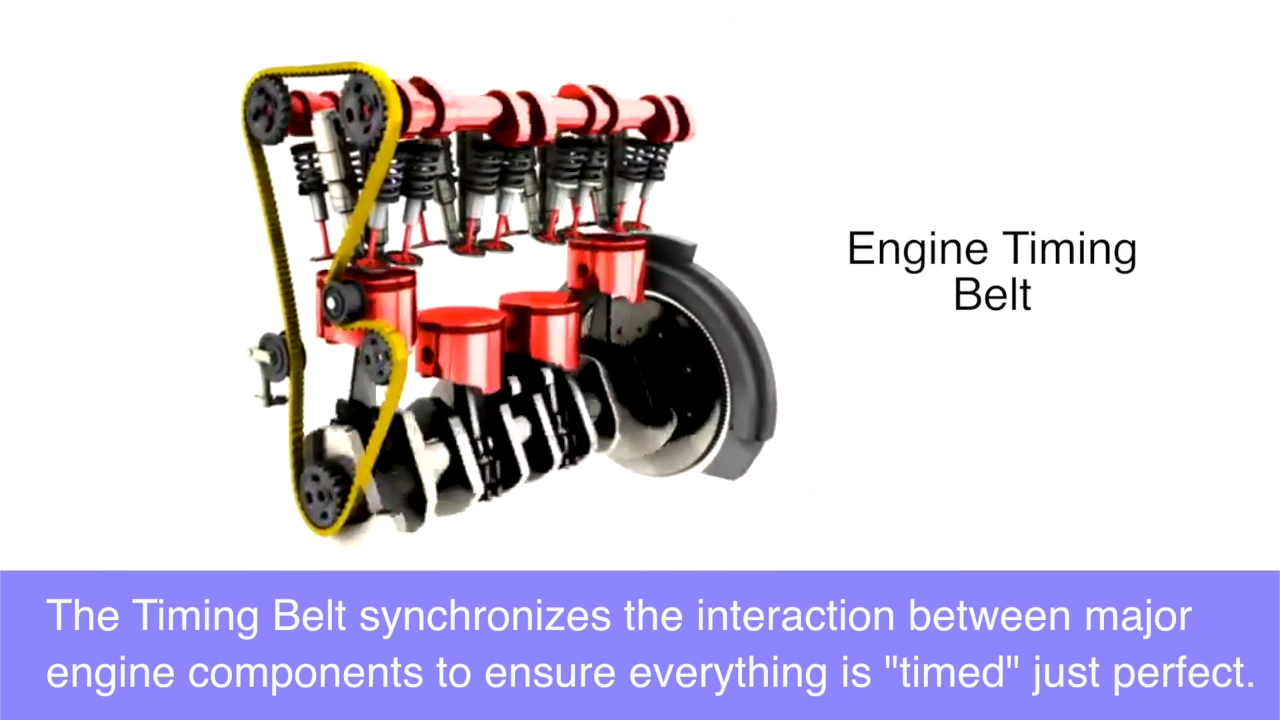 Engine Timing
Belt
The Timing Belt synchronizes the interaction between major
engine components to ensure everything is "timed" just perfect.